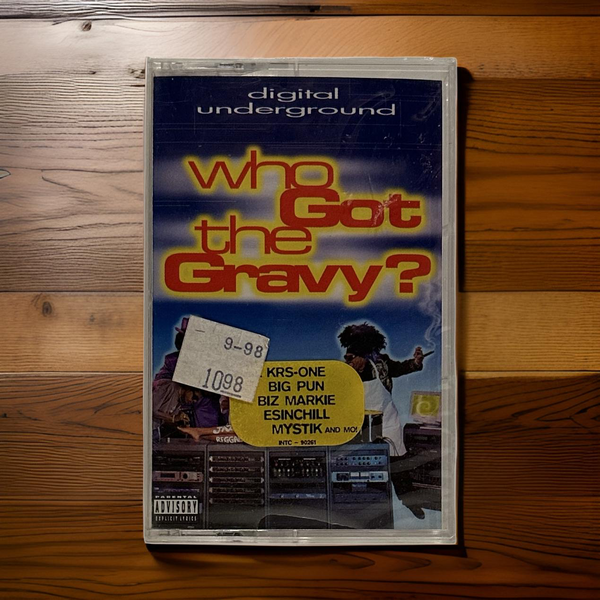 digital
underground
who
Got
the
Gravy?
9-98
1098
KRS-ONE
BIG PUN
BIZ MARKIE
ESINCHILL
MYSTIK AND MO
INTC - 90261
PARENTAL
ADVISORY
EXPLICIT LYRICS